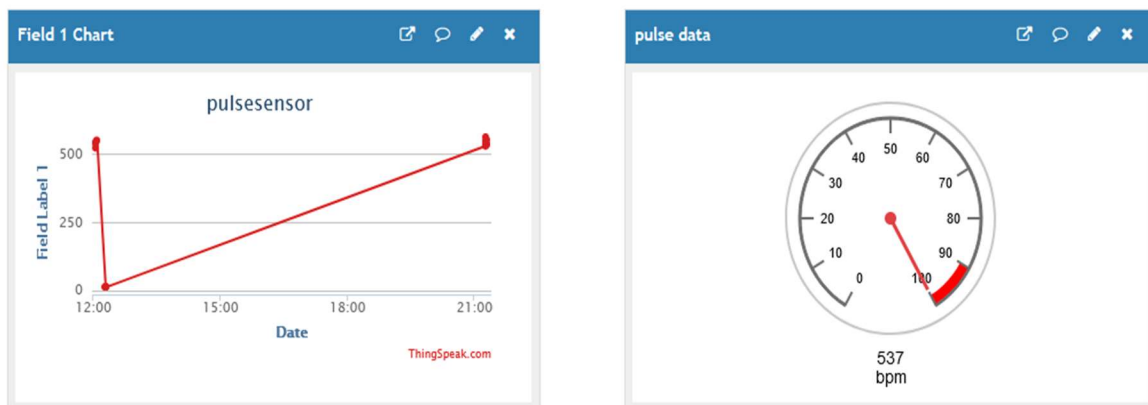 Field 1 Chart
pulsesensor
Field Label 1
500
250
0
12:00 15:00 18:00 21:00
Date
ThingSpeak.com
pulse data
0 10 20 30 40 50 60 70 80 90 100
537
bpm